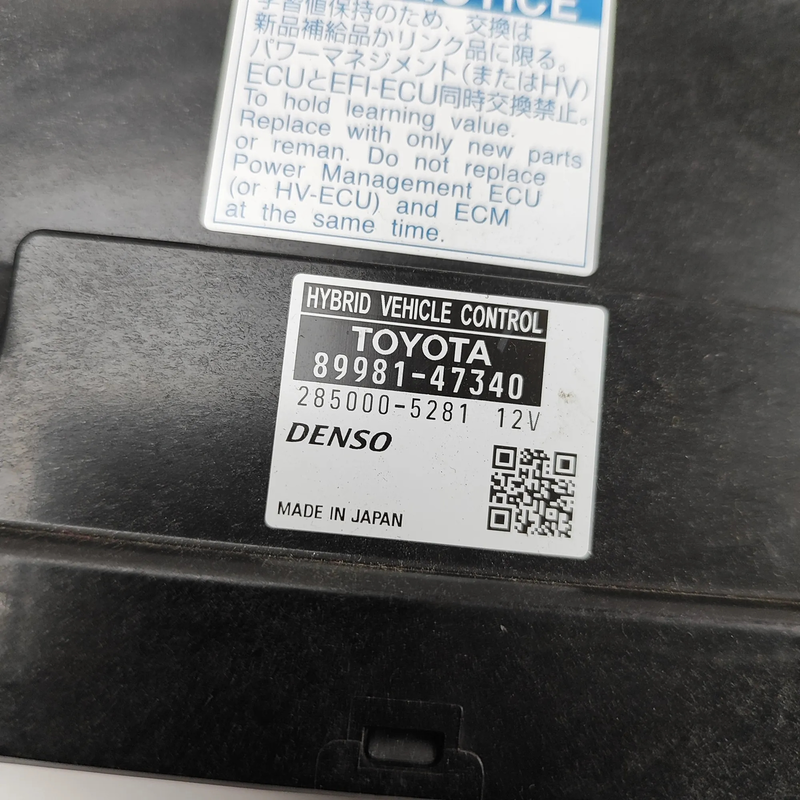 NOTICE
学習値保持のため、交換は
新品補給品かリンク品に限る。
パワーマネジメント(またはHV)
ECUとEFI-ECU同時交換禁止。
To hold learning value.
Replace with only new parts
or reman. Do not replace
Power Management ECU
(or HV-ECU) and ECM
at the same time.
HYBRID VEHICLE CONTROL
TOYOTA
89981-47340
285000-5281 12V
DENSO
MADE IN JAPAN